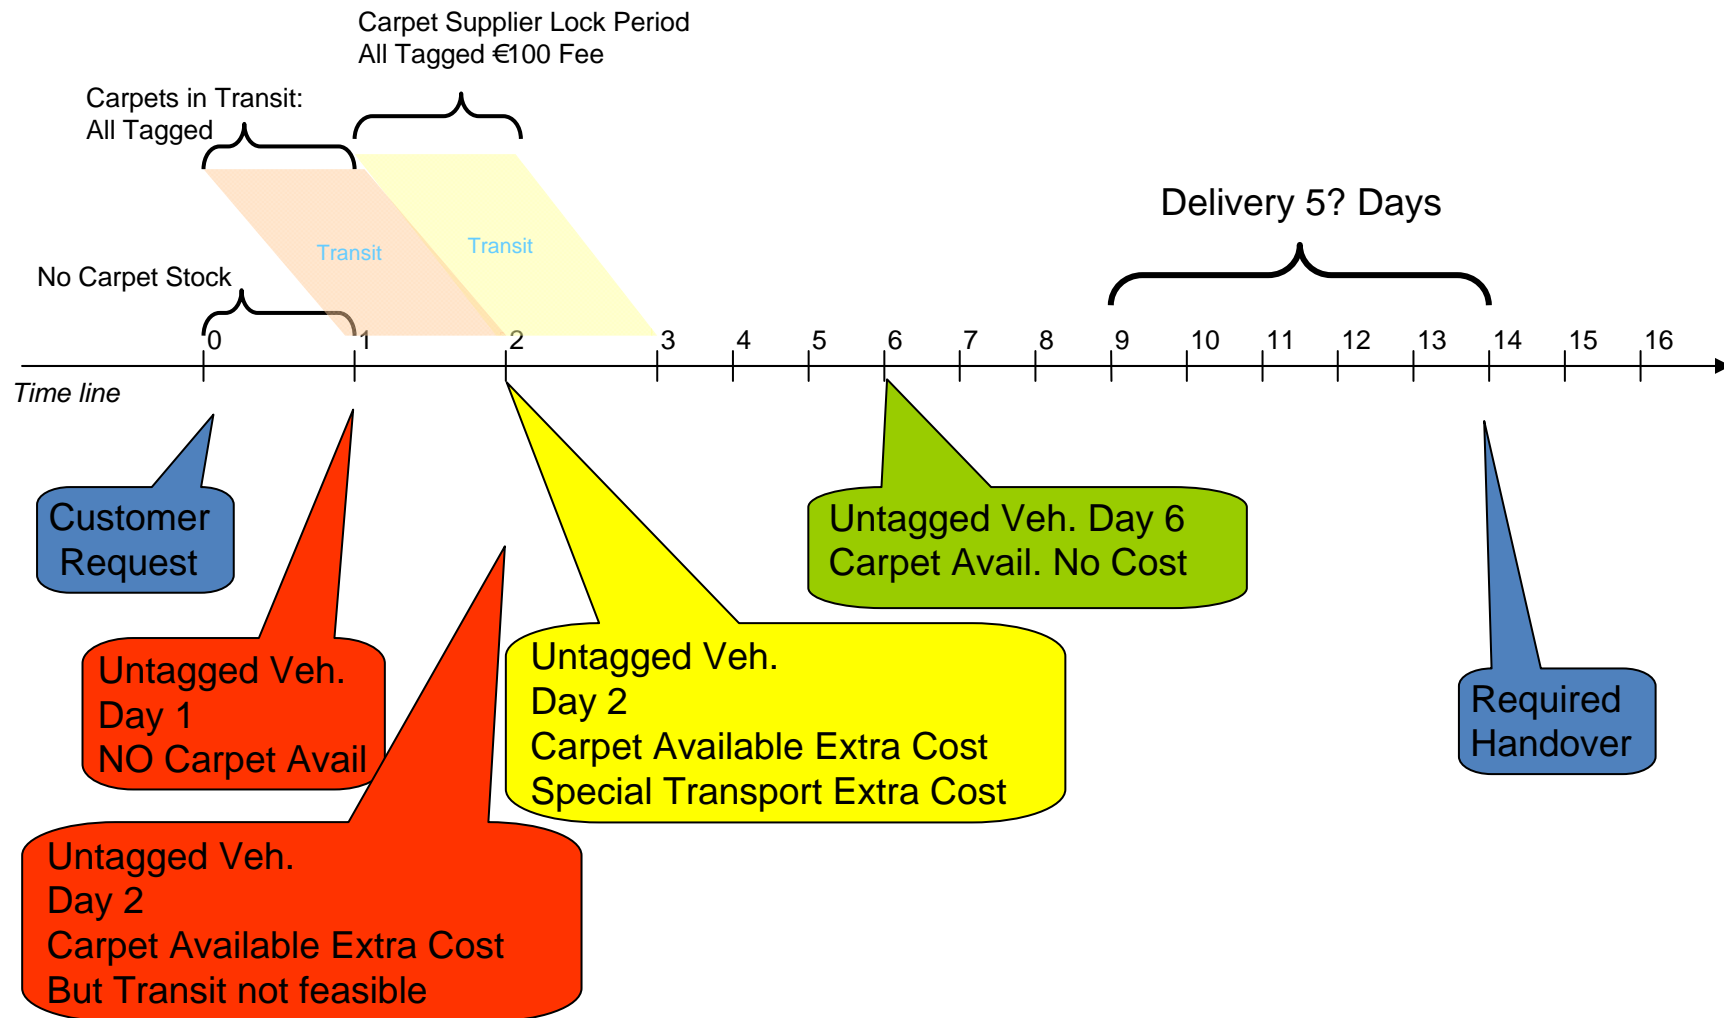 Carpet Supplier Lock Period
All Tagged €100 Fee
Carpets in Transit:
All Tagged
Delivery 5? Days
Transit
Transit
No Carpet Stock
0 1 2 3 4 5 6 7 8 9 10 11 12 13 14 15 16
Time line
Customer
Request
Untagged Veh. Day 6
Carpet Avail. No Cost
Untagged Veh.
Day 1
NO Carpet Avail
Untagged Veh.
Day 2
Carpet Available Extra Cost
Special Transport Extra Cost
Required
Handover
Untagged Veh.
Day 2
Carpet Available Extra Cost
But Transit not feasible